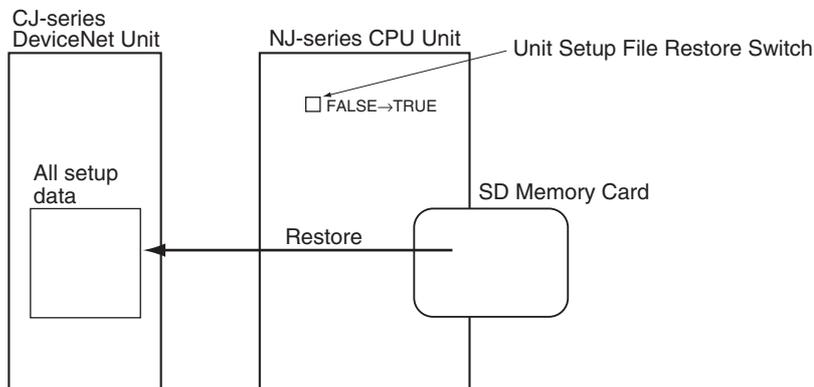 CJ-series
DeviceNet Unit
NJ-series CPU Unit
Unit Setup File Restore Switch
FALSE→TRUE
All setup
data
SD Memory Card
Restore